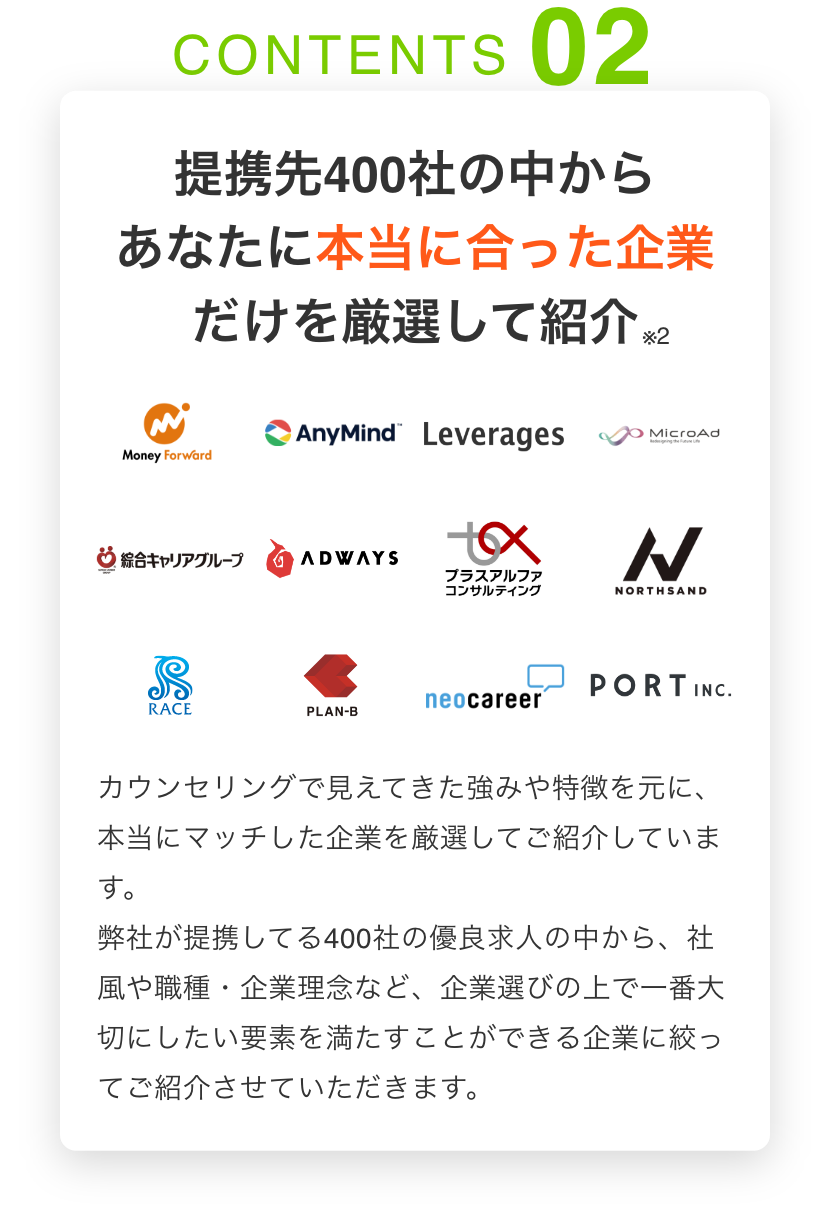 CONTENTS 02
提携先400社の中から
あなたに本当に合った企業
だけを厳選して紹介 ※2
Money Forward
AnyMind™
Leverages
MicroAd
Redesigning the Future Life
綜合キャリアグループ
ADWAYS
プラスアルファ
コンサルティング
NORTHSAND
RACE
PLAN-B
neocareer
PORT INC.
カウンセリングで見えてきた強みや特徴を元に、
本当にマッチした企業を厳選してご紹介していま
す。
弊社が提携してる400社の優良求人の中から、社
風や職種・企業理念など、企業選びの上で一番大
切にしたい要素を満たすことができる企業に絞っ
てご紹介させていただきます。